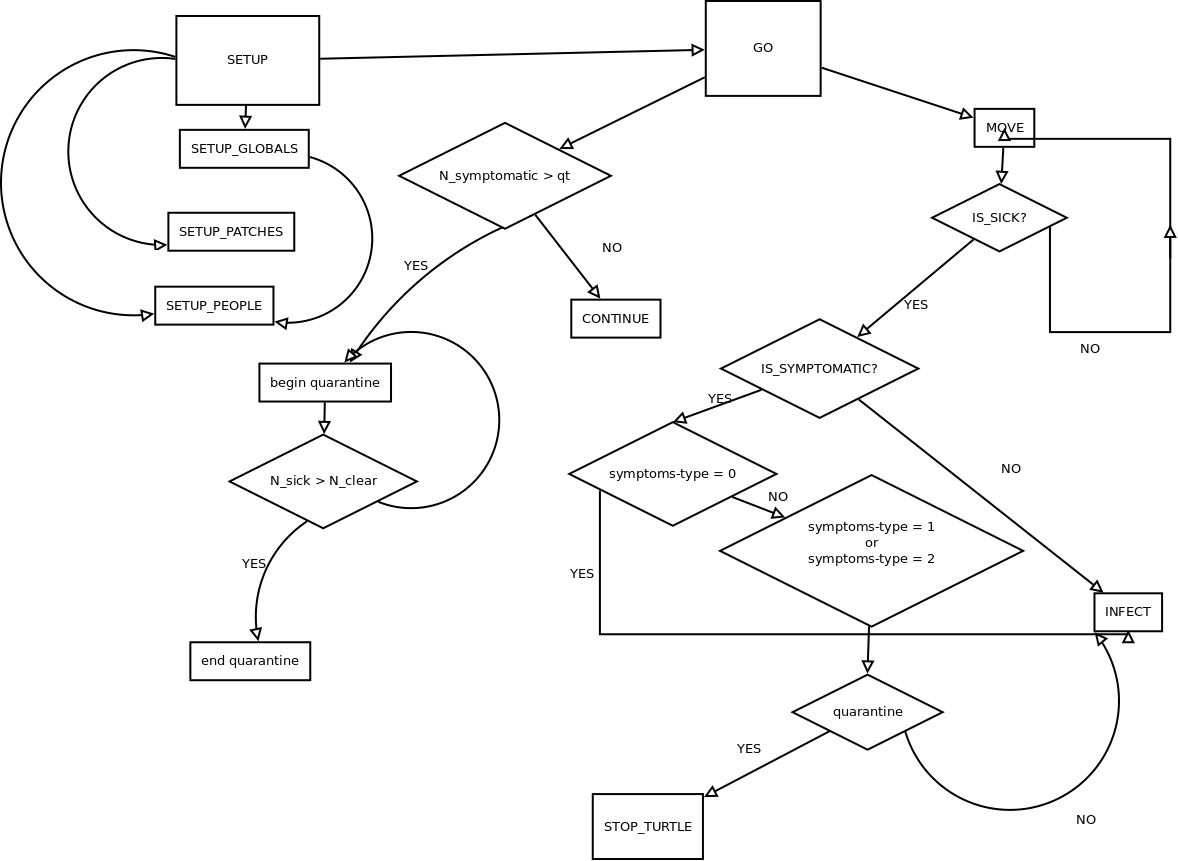 SETUP
GO
MOVE
SETUP_GLOBALS
N_symptomatic > qt
IS_SICK?
SETUP_PATCHES
NO
YES
SETUP_PEOPLE
YES
CONTINUE
NO
begin quarantine
IS_SYMPTOMATIC?
YES
NO
N_sick > N_clear
symptoms-type = 0
NO
symptoms-type = 1
or
symptoms-type = 2
YES
YES
INFECT
end quarantine
quarantine
YES
NO
STOP_TURTLE